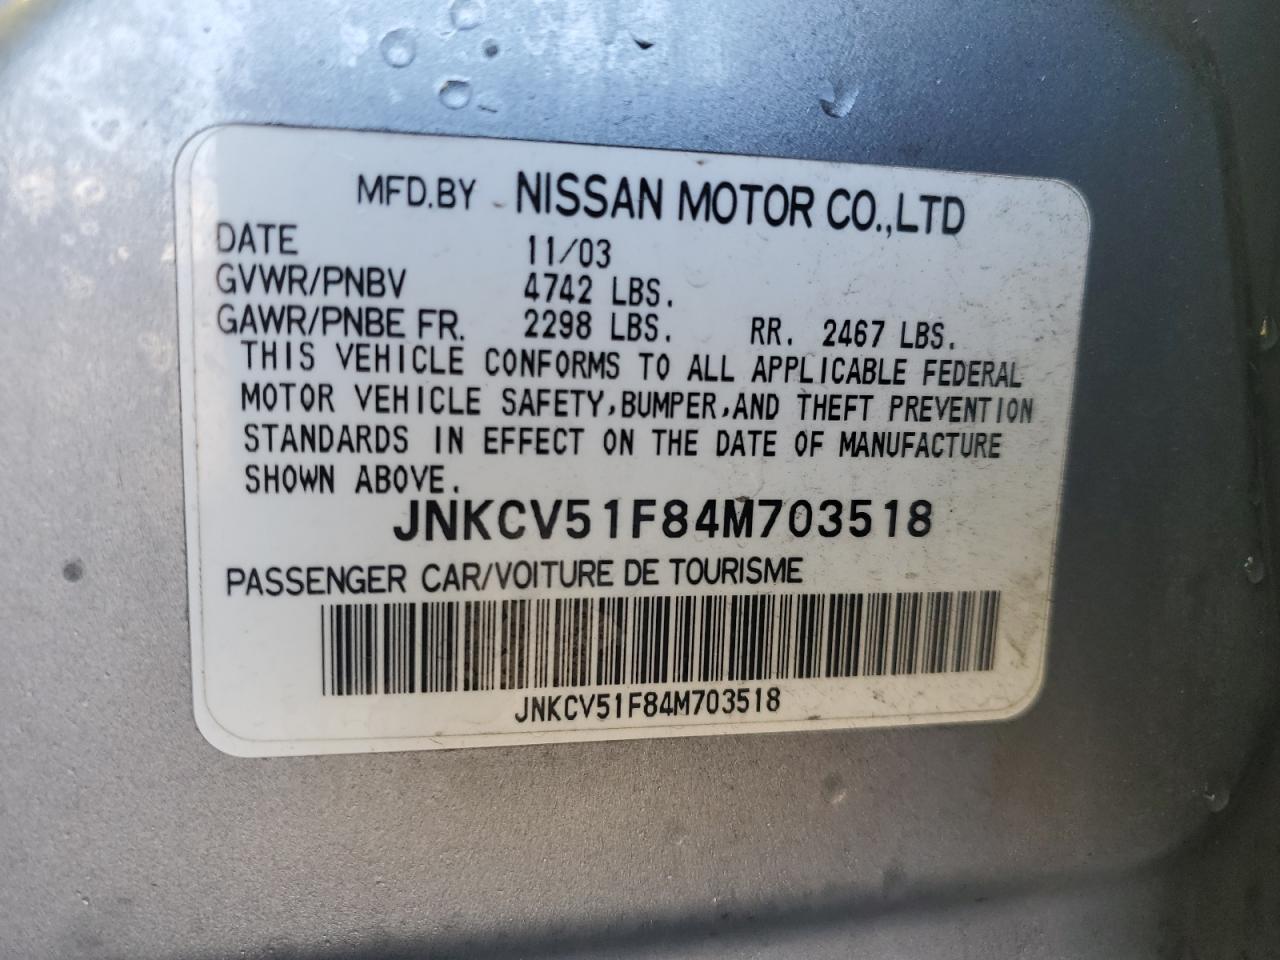 MFD.BY NISSAN MOTOR CO.,LTD
DATE 11/03
GVWR/PNBV 4742 LBS.
GAWR/PNBE FR. 2298 LBS. RR. 2467 LBS.
THIS VEHICLE CONFORMS TO ALL APPLICABLE FEDERAL
MOTOR VEHICLE SAFETY,BUMPER,AND THEFT PREVENTION
STANDARDS IN EFFECT ON THE DATE OF MANUFACTURE
SHOWN ABOVE.
JNKCV51F84M703518
PASSENGER CAR/VOITURE DE TOURISME
JNKCV51F84M703518